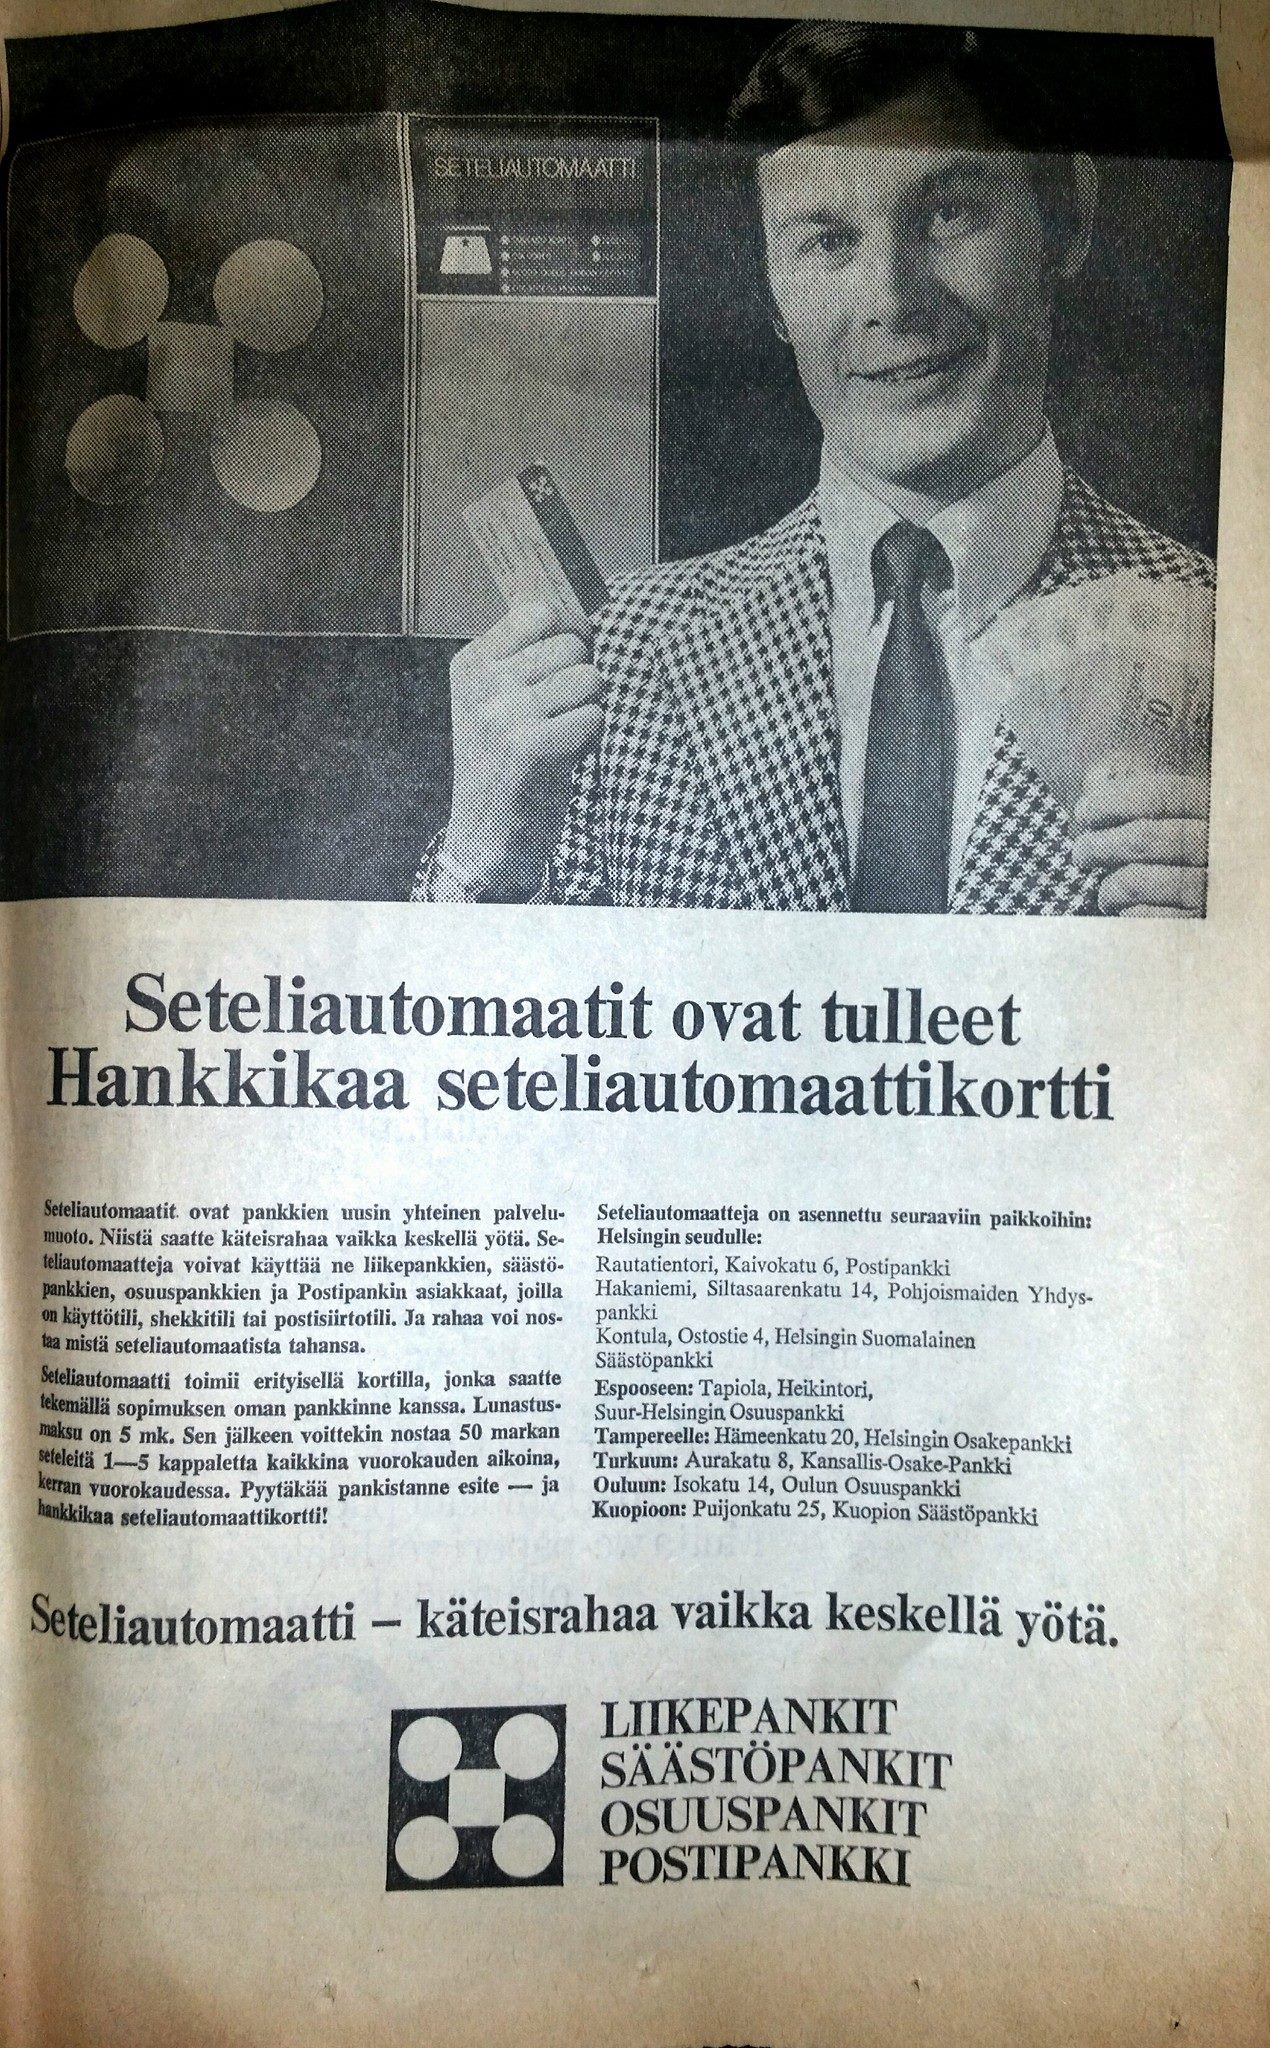 SETELIAUTOMAATTI
50
Seteliautomaatit ovat tulleet
Hankkikaa seteliautomaattikortti
Seteliautomaatit ovat pankkien uusin yhteinen palvelu-
muoto. Niistä saatte käteisrahaa vaikka keskellä yötä. Se-
teliautomaatteja voivat käyttää ne liikepankkien, säästö-
pankkien, osuuspankkien ja Postipankin asiakkaat, joilla
on käyttötili, shekkitili tai postisiirtotili. Ja rahaa voi nos-
taa mistä seteliautomaatista tahansa.
Seteliautomaatti toimii erityisellä kortilla, jonka saatte
tekemällä sopimuksen oman pankkinne kanssa. Lunastus-
maksu on 5 mk. Sen jälkeen voittekin nostaa 50 markan
seteleitä 1—5 kappaletta kaikkina vuorokauden aikoina,
kerran vuorokaudessa. Pyytäkää pankistanne esite — ja
hankkikaa seteliautomaattikortti!
Seteliautomaatteja on asennettu seuraaviin paikkoihin:
Helsingin seudulle:
Rautatientori, Kaivokatu 6, Postipankki
Hakaniemi, Siltasaarenkatu 14, Pohjoismaiden Yhdys-
pankki
Kontula, Ostostie 4, Helsingin Suomalainen
Säästöpankki
Espooseen: Tapiola, Heikintori,
Suur-Helsingin Osuuspankki
Tampereelle: Hämeenkatu 20, Helsingin Osakepankki
Turkuun: Aurakatu 8, Kansallis-Osake-Pankki
Ouluun: Isokatu 14, Oulun Osuuspankki
Kuopioon: Puijonkatu 25, Kuopion Säästöpankki
Seteliautomaatti – käteisrahaa vaikka keskellä yötä.
LIIKEPANKIT
SÄÄSTÖPANKIT
OSUUSPANKIT
POSTIPANKKI